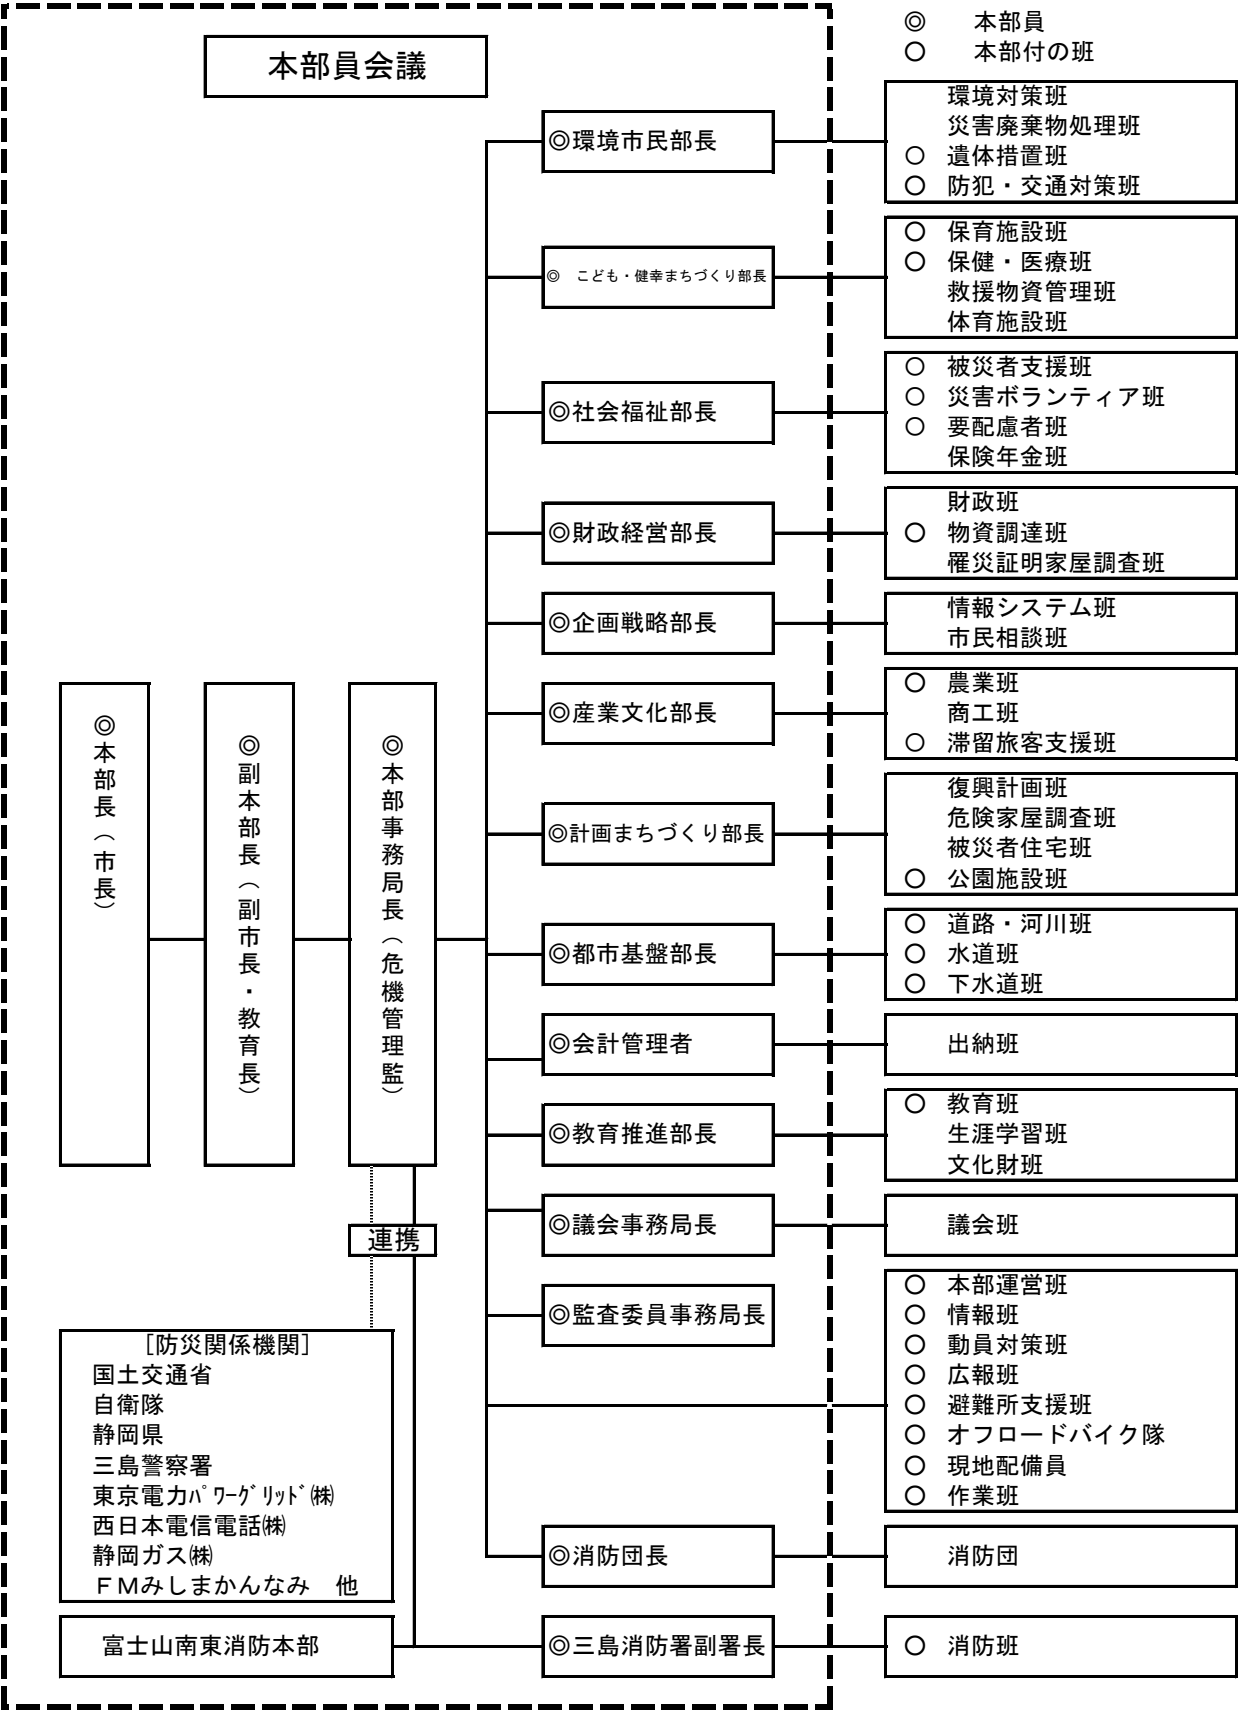 ◎　本部員
〇　本部付の班
本部員会議
◎環境市民部長
環境対策班
災害廃棄物処理班
〇　遺体措置班
〇　防犯・交通対策班
◎　こども・健幸まちづくり部長
〇　保育施設班
〇　保健・医療班
救援物資管理班
体育施設班
◎社会福祉部長
〇　被災者支援班
〇　災害ボランティア班
〇　要配慮者班
保険年金班
◎財政経営部長
財政班
〇　物資調達班
罹災証明家屋調査班
◎企画戦略部長
情報システム班
市民相談班
◎産業文化部長
〇　農業班
商工班
〇　滞留旅客支援班
◎計画まちづくり部長
復興計画班
危険家屋調査班
被災者住宅班
〇　公園施設班
◎本部長（市長）
◎副本部長（副市長・教育長）
◎本部事務局長（危機管理監）
◎都市基盤部長
〇　道路・河川班
〇　水道班
〇　下水道班
◎会計管理者
出納班
◎教育推進部長
〇　教育班
生涯学習班
文化財班
◎議会事務局長
議会班
連携
◎監査委員事務局長
〇　本部運営班
〇　情報班
〇　動員対策班
〇　広報班
〇　避難所支援班
〇　オフロードバイク隊
〇　現地配備員
〇　作業班
［防災関係機関］
国土交通省
自衛隊
静岡県
三島警察署
東京電力ﾊﾟﾜｰｸﾞﾘｯﾄﾞ㈱
西日本電信電話㈱
静岡ガス㈱
ＦＭみしまかんなみ　他
◎消防団長
消防団
富士山南東消防本部
◎三島消防署副署長
〇　消防班